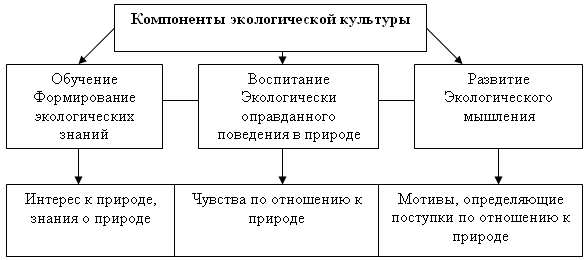 Компоненты экологической культуры
Обучение
Формирование
экологических
знаний
Воспитание
Экологически
оправданного
поведения в природе
Развитие
Экологического
мышления
Интерес к природе,
знания о природе
Чувства по отношению к
природе
Мотивы, определяющие
поступки по отношению к
природе